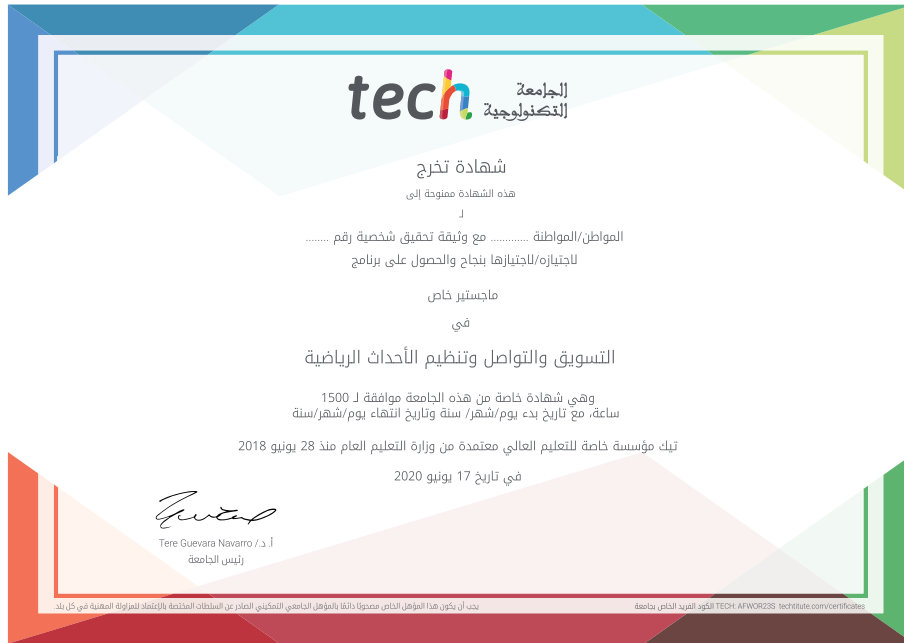 tech
الجامعة
التكنولوجية
شهادة تخرج
هذه الشهادة ممنوحة إلى
لـ
المواطن/المواطنة ............ مع وثيقة تحقيق شخصية رقم ........
لاجتيازه/لاجتيازها بنجاح والحصول على برنامج
ماجستير خاص
في
التسويق والتواصل وتنظيم الأحداث الرياضية
وهي شهادة خاصة من هذه الجامعة موافقة لـ 1500
ساعة، مع تاريخ بدء يوم/شهر/ سنة وتاريخ انتهاء يوم/شهر/سنة
تيك مؤسسة خاصة للتعليم العالي معتمدة من وزارة التعليم العام منذ 28 يونيو 2018
في تاريخ 17 يونيو 2020
أ.د./ Tere Guevara Navarro
رئيس الجامعة
يجب أن يكون هذا المؤهل الخاص مصحوبًا دائمًا بالمؤهل الجامعي التمكيني الصادر عن السلطات المختصة بالإعتماد للمزاولة المهنية في كل بلد.
الكود الفريد الخاص بجامعة TECH: AFWOR23S techtitute.com/certificates